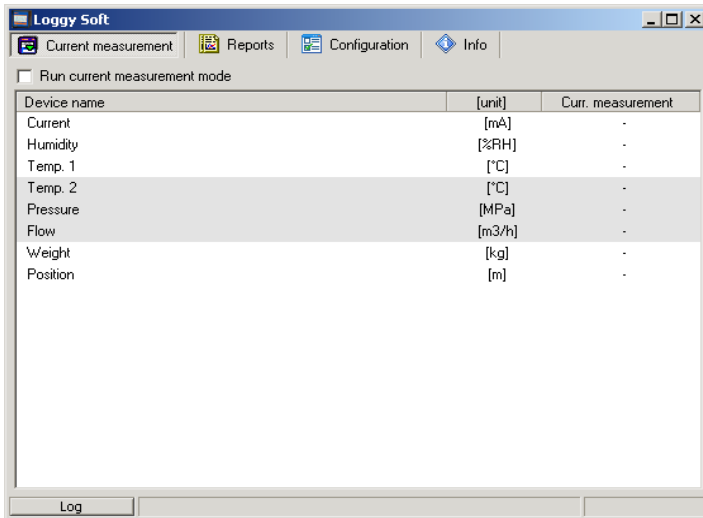 Loggy Soft
Current measurement Reports Configuration Info
Run current measurement mode
Device name [unit] Curr. measurement
Current [mA] -
Humidity [%RH] -
Temp. 1 [°C] -
Temp. 2 [°C] -
Pressure [MPa] -
Flow [m3/h] -
Weight [kg] -
Position [m]
Log